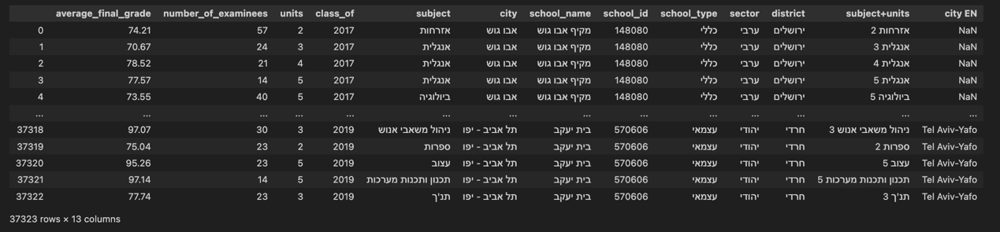 average_final_grade number_of_examinees units class_of subject city school_name school_id school_type sector district subject+units city EN
0 74.21 57 2 2017 אזרחות אבו גוש מקיף אבו גוש 148080 כללי ערבי ירושלים אזרחות 2 NaN
1 70.67 24 3 2017 אנגלית אבו גוש מקיף אבו גוש 148080 כללי ערבי ירושלים אנגלית 3 NaN
2 78.52 21 4 2017 אנגלית אבו גוש מקיף אבו גוש 148080 כללי ערבי ירושלים אנגלית 4 NaN
3 77.57 14 5 2017 אנגלית אבו גוש מקיף אבו גוש 148080 כללי ערבי ירושלים אנגלית 5 NaN
4 73.55 40 5 2017 ביולוגיה אבו גוש מקיף אבו גוש 148080 כללי ערבי ירושלים ביולוגיה 5 NaN
... ... ... ... ... ... ... ... ... ... ... ... ... ...
37318 97.07 30 3 2019 ניהול משאבי אנוש תל אביב - יפו בית יעקב 570606 עצמאי יהודי חרדי ניהול משאבי אנוש 3 Tel Aviv-Yafo
37319 75.04 23 2 2019 ספרות תל אביב - יפו בית יעקב 570606 עצמאי יהודי חרדי ספרות 2 Tel Aviv-Yafo
37320 95.26 23 5 2019 עצוב תל אביב - יפו בית יעקב 570606 עצמאי יהודי חרדי עצוב 5 Tel Aviv-Yafo
37321 97.14 14 5 2019 תכנון ותכנות מערכות תל אביב - יפו בית יעקב 570606 עצמאי יהודי חרדי תכנון ותכנות מערכות 5 Tel Aviv-Yafo
37322 77.74 23 3 2019 תנ'ך תל אביב - יפו בית יעקב 570606 עצמאי יהודי חרדי תנ'ך 3 Tel Aviv-Yafo
37323 rows × 13 columns